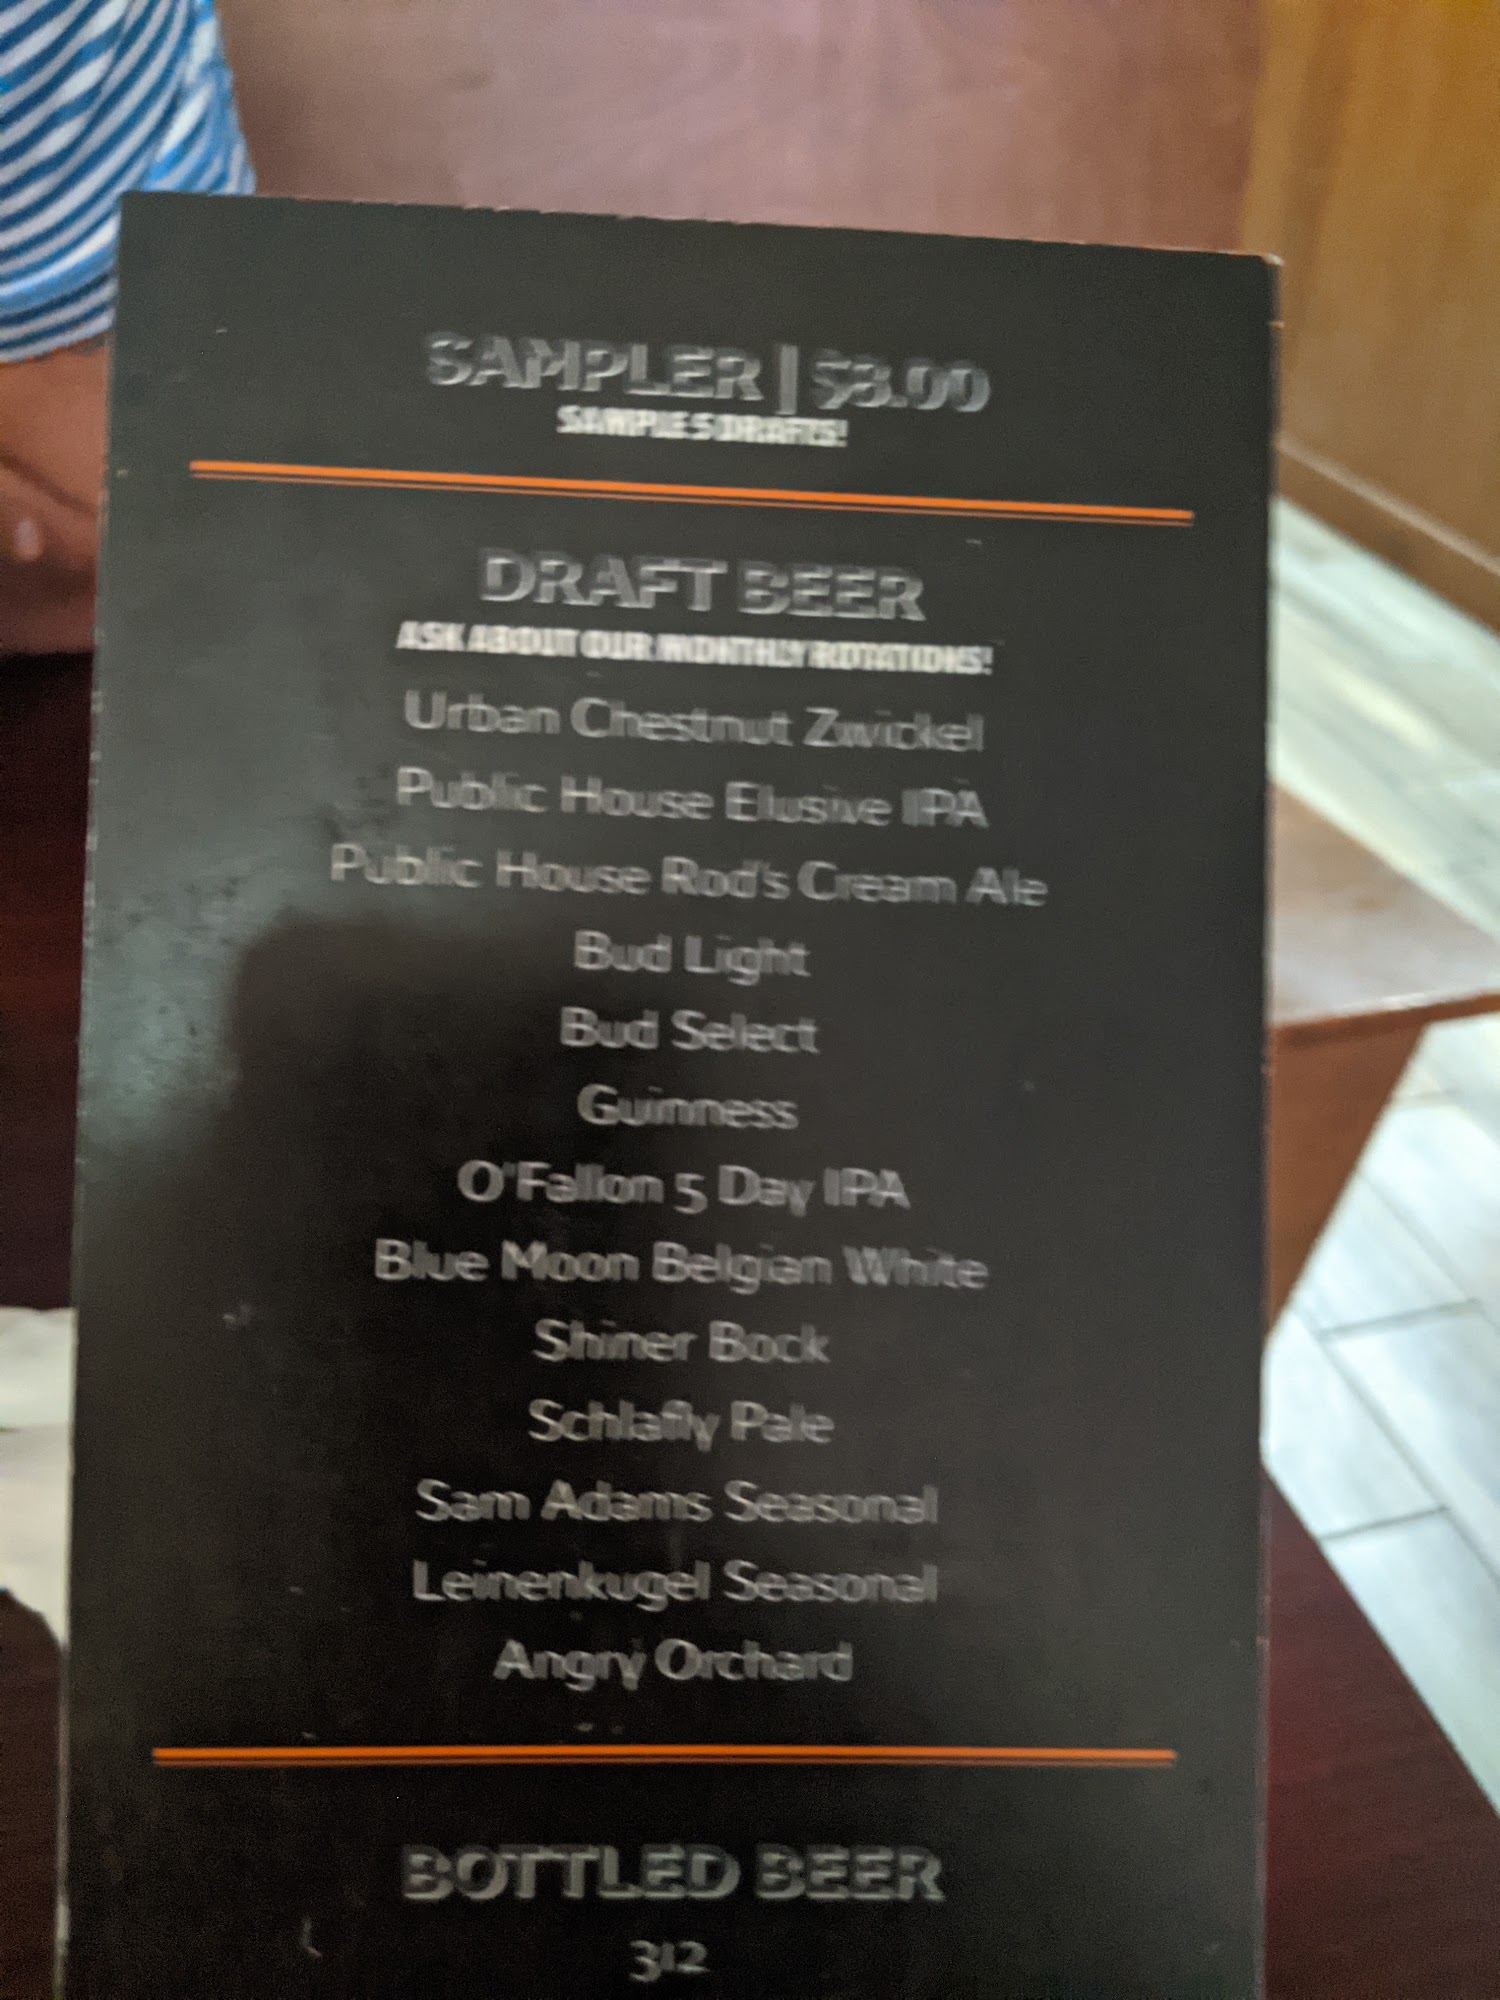 SAMPLER | $8.00
SAMPLE 5 DRAFTS!
DRAFT BEER
ASK ABOUT OUR MONTHLY ROTATIONS!
Urban Chestnut Zwickel
Public House Elusive IPA
Public House Rod's Cream Ale
Bud Light
Bud Select
Guinness
O'Fallon 5 Day IPA
Blue Moon Belgian White
Shiner Bock
Schlafly Pale
Sam Adams Seasonal
Leinenkugel Seasonal
Angry Orchard
BOTTLED BEER
312